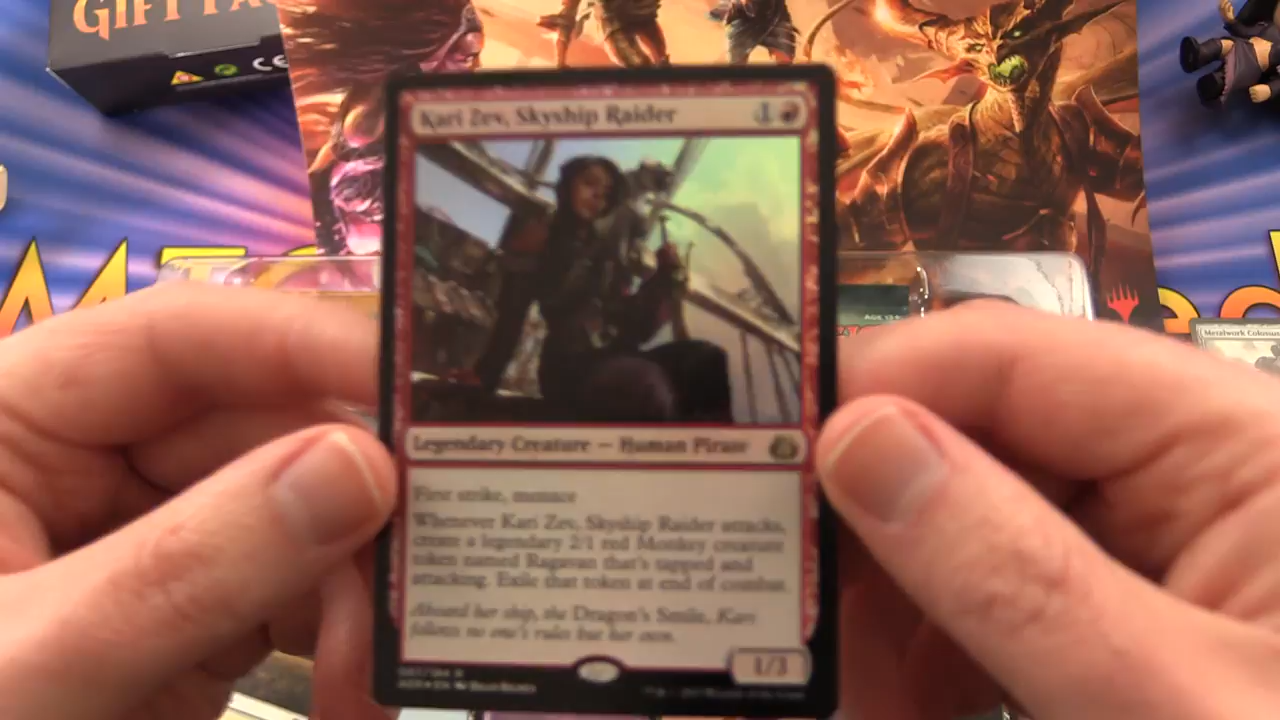 GIFT
Kari Zev, Skyship Raider 1
AGE 13+
Metalwork Colossus
Legendary Creature — Human Pirate
First strike, menace
Whenever Kari Zev, Skyship Raider attacks,
create a legendary 2/1 red Monkey creature
token named Ragavan that's tapped and
attacking. Exile that token at end of combat.
Aboard her ship, the Dragon's Smile, Kari
follows no one's rules but her own.
1/3